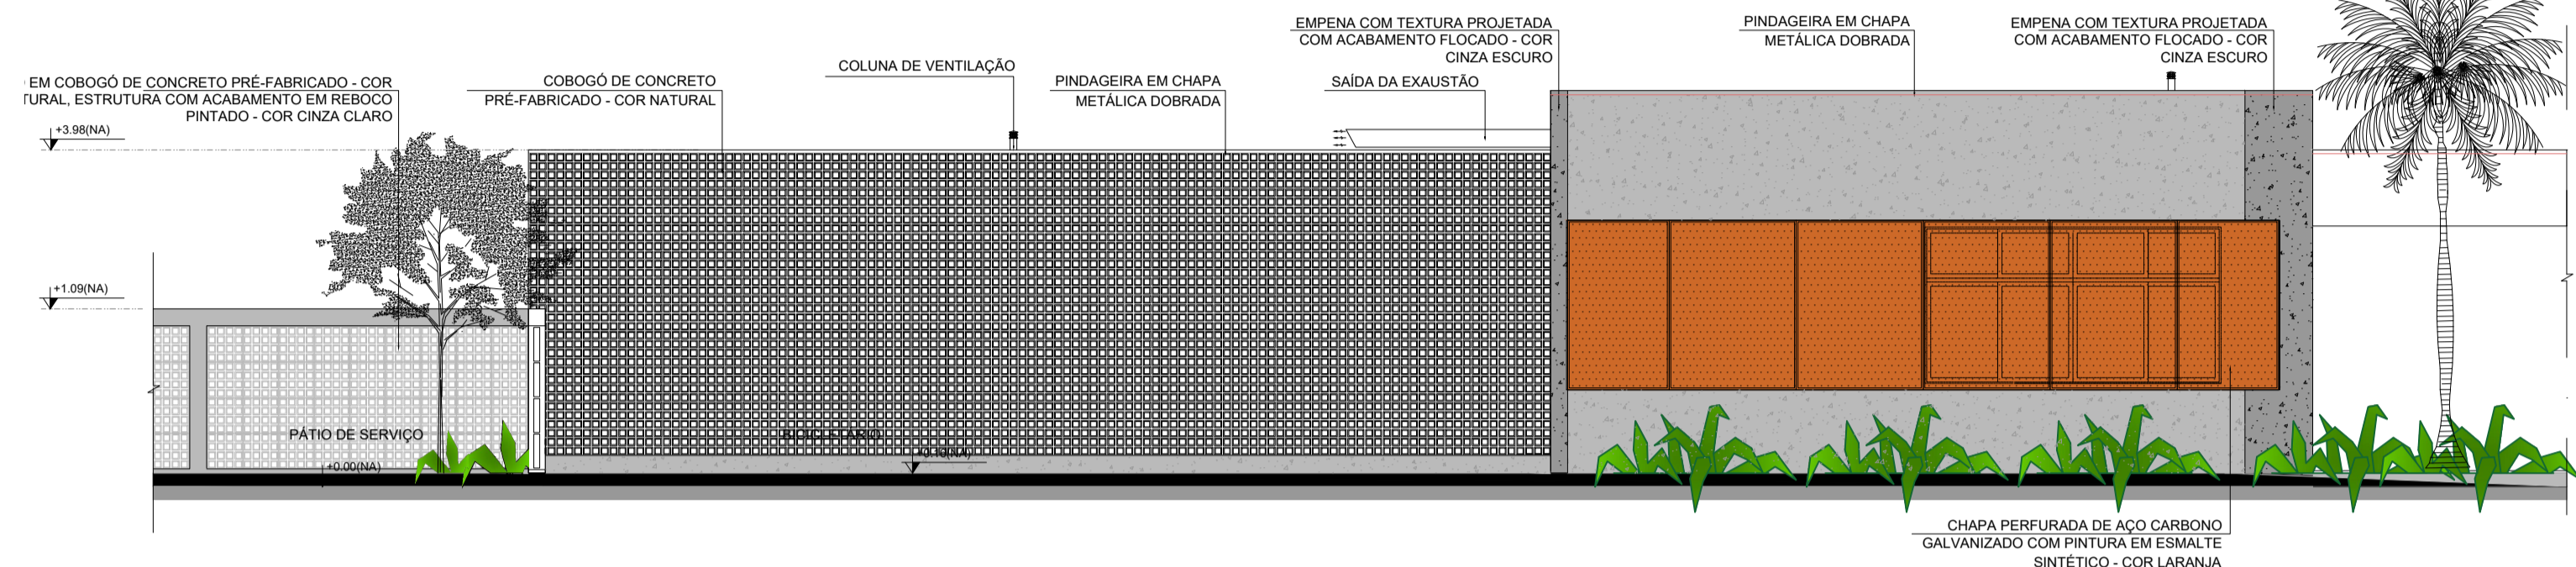 EM COBOGÓ DE CONCRETO PRÉ-FABRICADO - COR
TURAL, ESTRUTURA COM ACABAMENTO EM REBOCO
PINTADO - COR CINZA CLARO
COBOGÓ DE CONCRETO
PRÉ-FABRICADO - COR NATURAL
COLUNA DE VENTILAÇÃO
PINDAGEIRA EM CHAPA
METÁLICA DOBRADA
EMPENA COM TEXTURA PROJETADA
COM ACABAMENTO FLOCADO - COR
CINZA ESCURO
SAÍDA DA EXAUSTÃO
PINDAGEIRA EM CHAPA
METÁLICA DOBRADA
EMPENA COM TEXTURA PROJETADA
COM ACABAMENTO FLOCADO - COR
CINZA ESCURO
+3.98(NA)
+1.09(NA)
PÁTIO DE SERVIÇO
BICICLETÁRIO
+0.00(NA)
+0.16(NA)
CHAPA PERFURADA DE AÇO CARBONO
GALVANIZADO COM PINTURA EM ESMALTE
SINTÉTICO - COR LARANJA